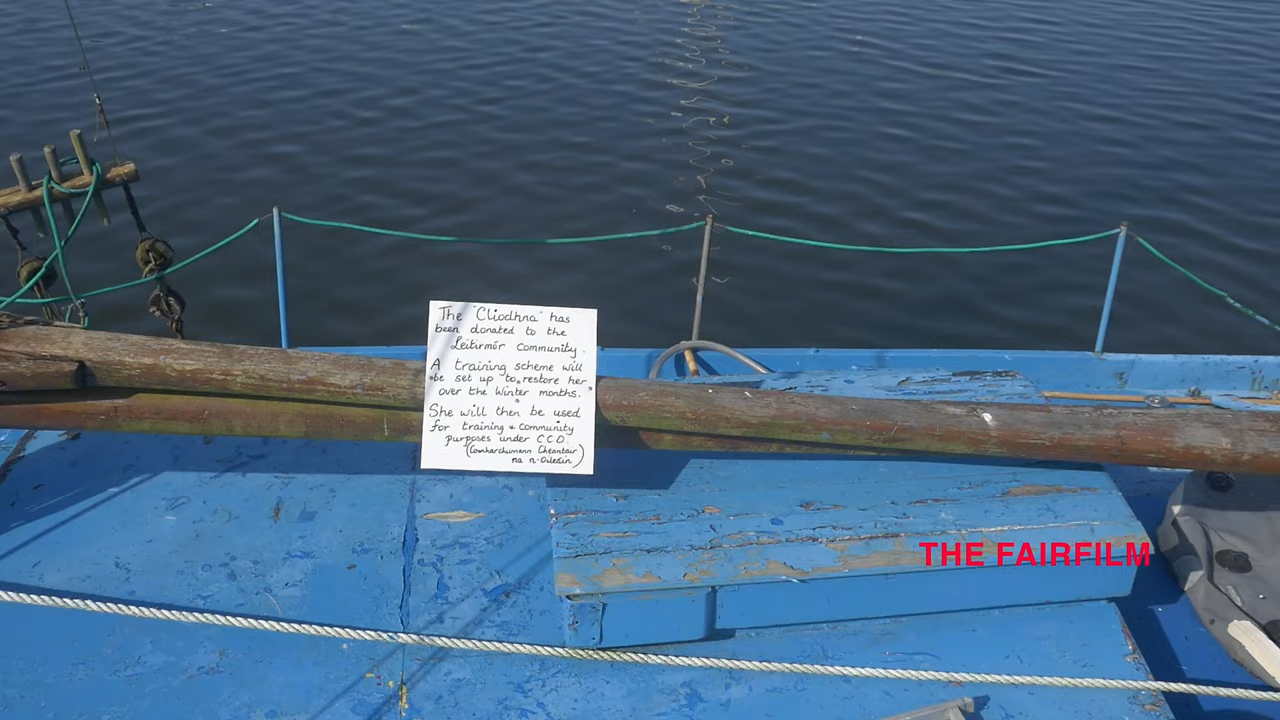 The "Cliodhna" has
been donated to the
Leitirmór community.
A training scheme will
be set up to restore her
over the Winter months.
She will then be used
for training & community
purposes under C.C.O.
(Comharchumann Cheantair
na n-Oileáin)
THE FAIRFILM